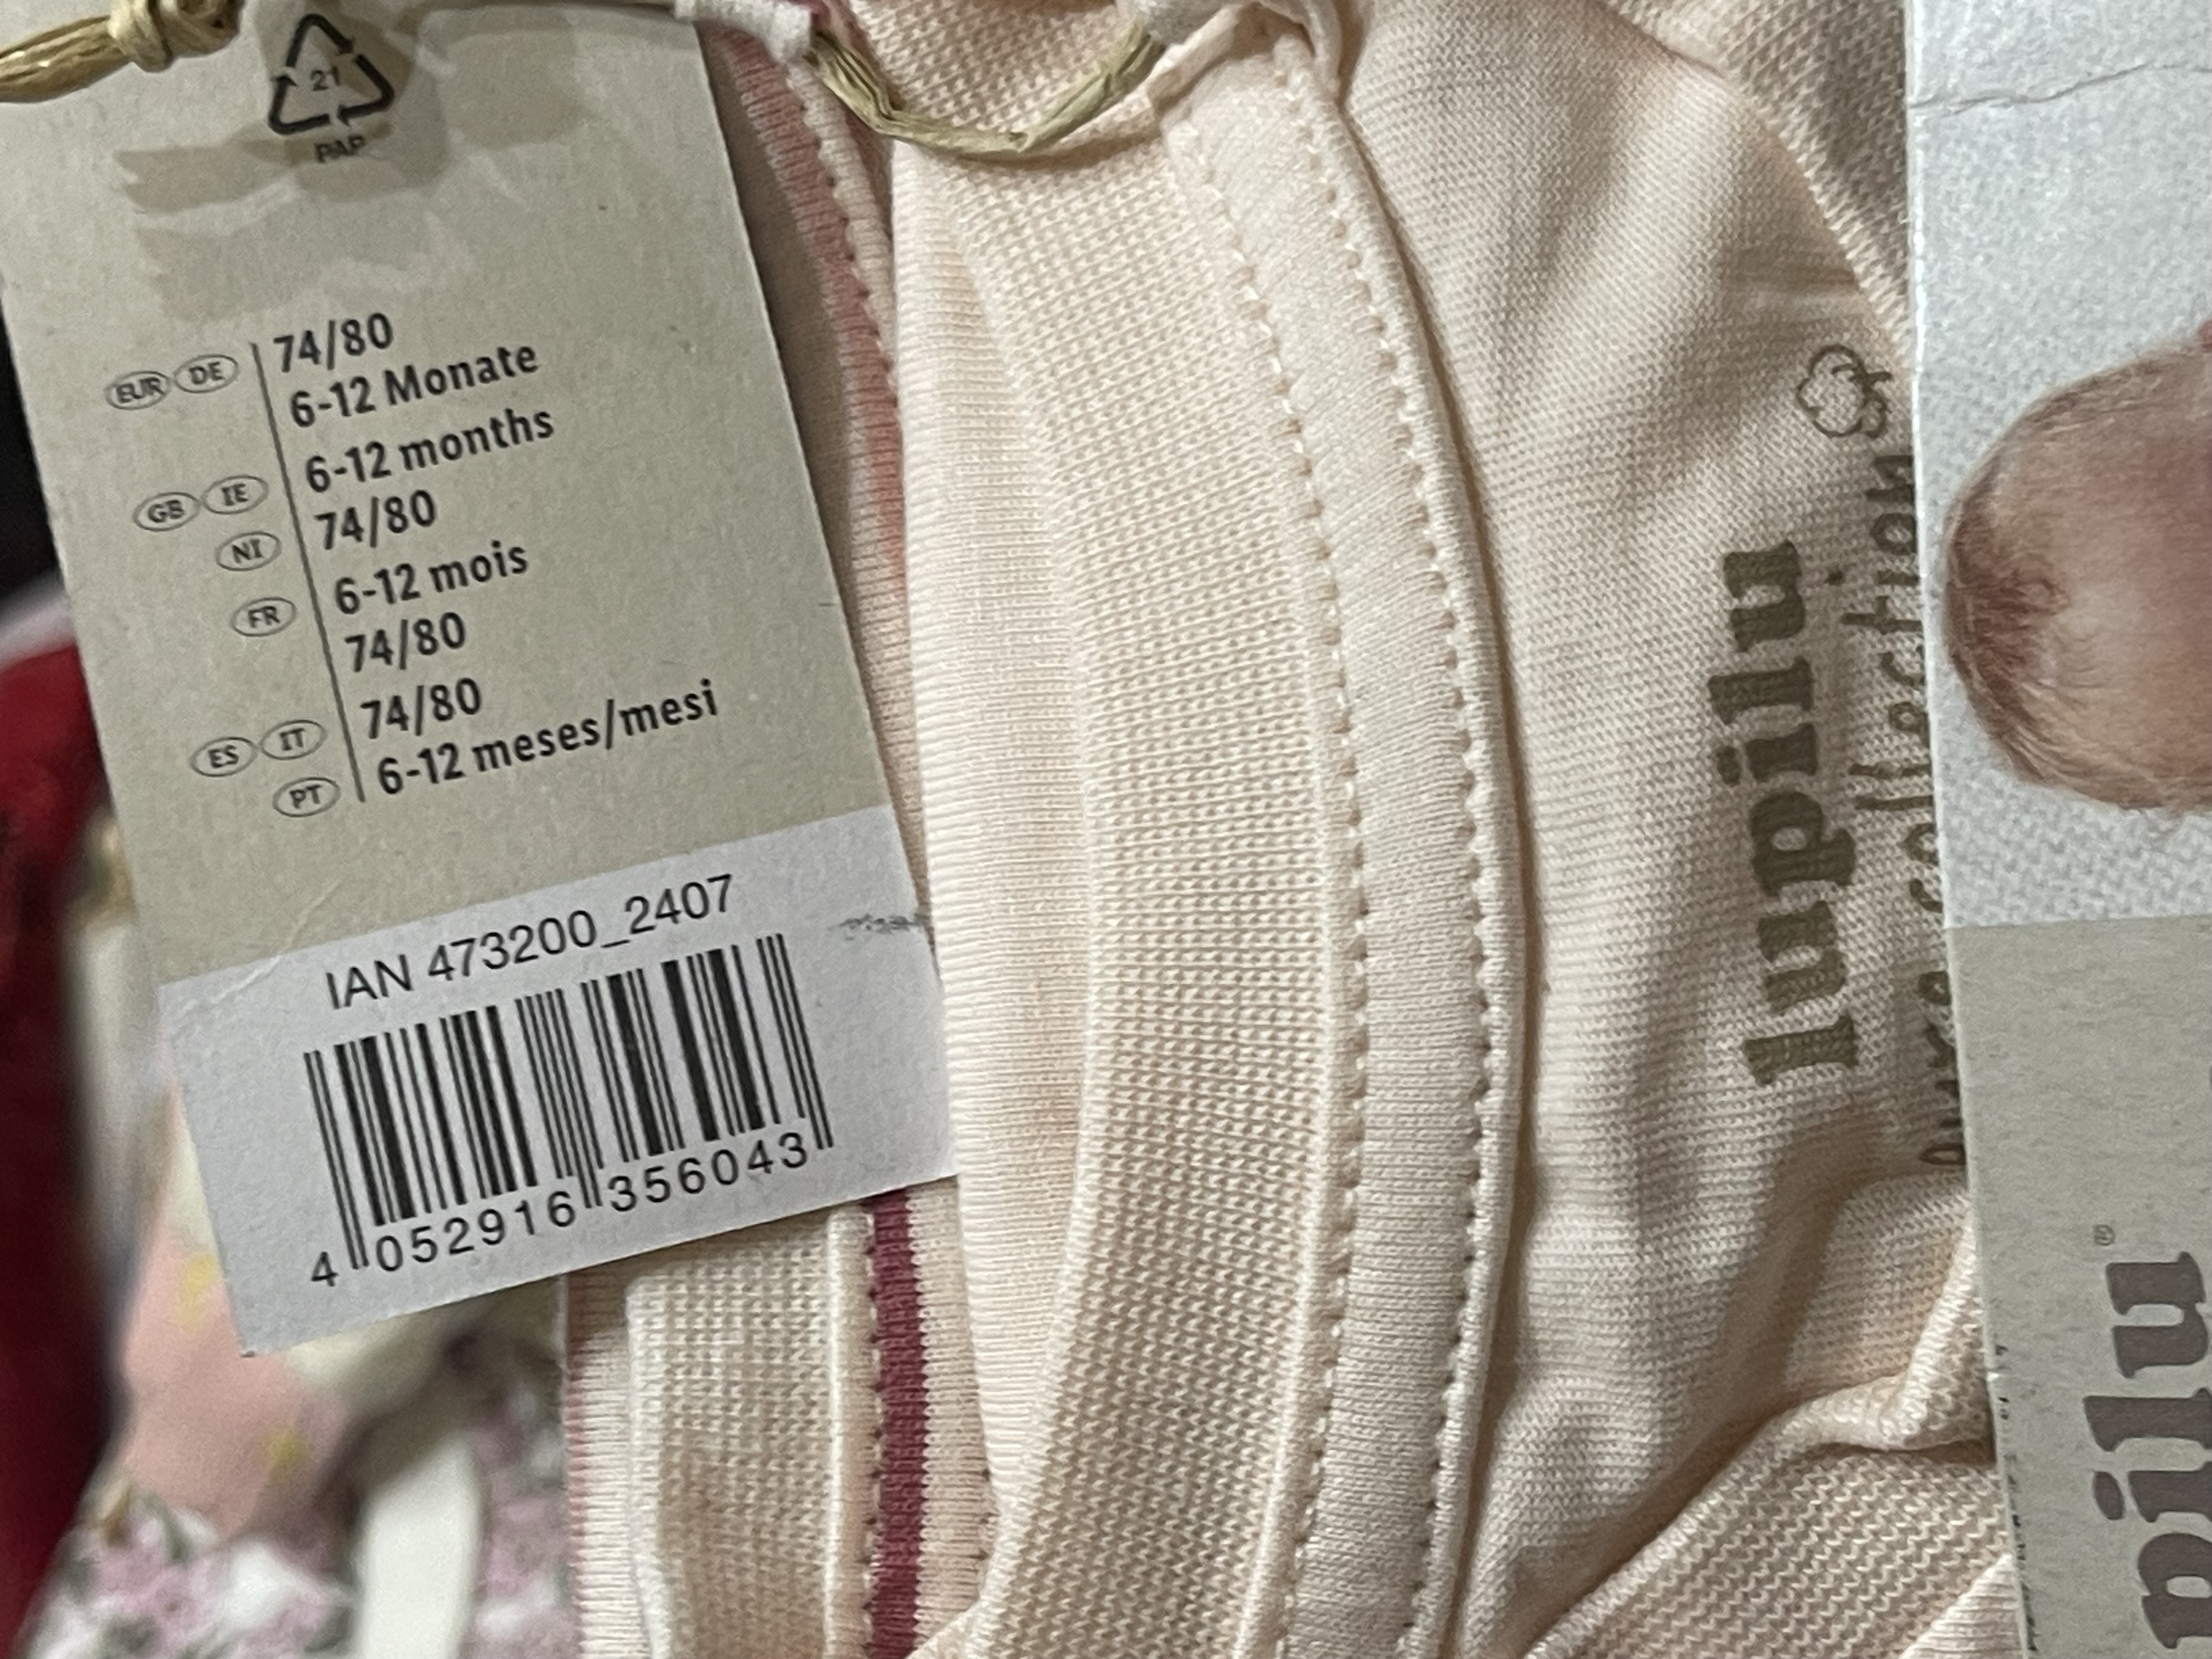 21
PAP
EUR DE
74/80
6-12 Monate
GB IE
6-12 months
NI
74/80
FR
6-12 mois
74/80
ES IT
74/80
PT
6-12 meses/mesi
IAN 473200_2407
4 052916 356043
lupilu
pure collection
pilu®